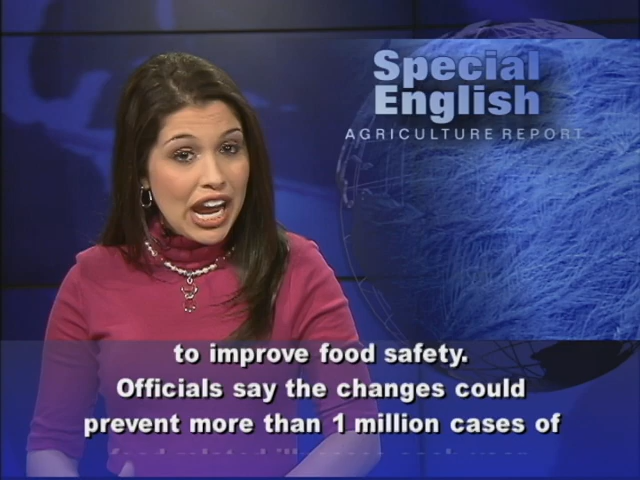 Special
English
AGRICULTURE REPORT
to improve food safety.
Officials say the changes could
prevent more than 1 million cases of